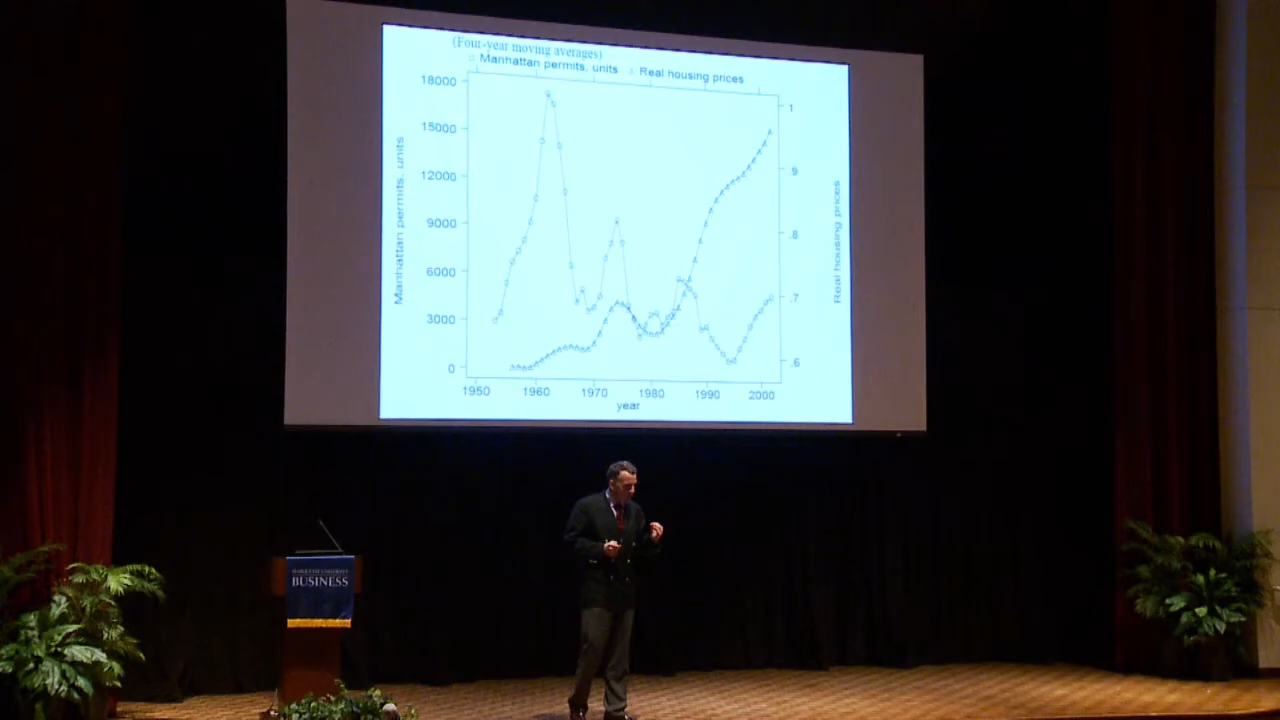 (Four-year moving averages)
□ Manhattan permits, units △ Real housing prices
18000
15000
12000
9000
6000
3000
0
Manhattan permits, units
1
.9
.8
.7
.6
Real housing prices
1950 1960 1970 1980 1990 2000
year
MARQUETTE UNIVERSITY
BUSINESS